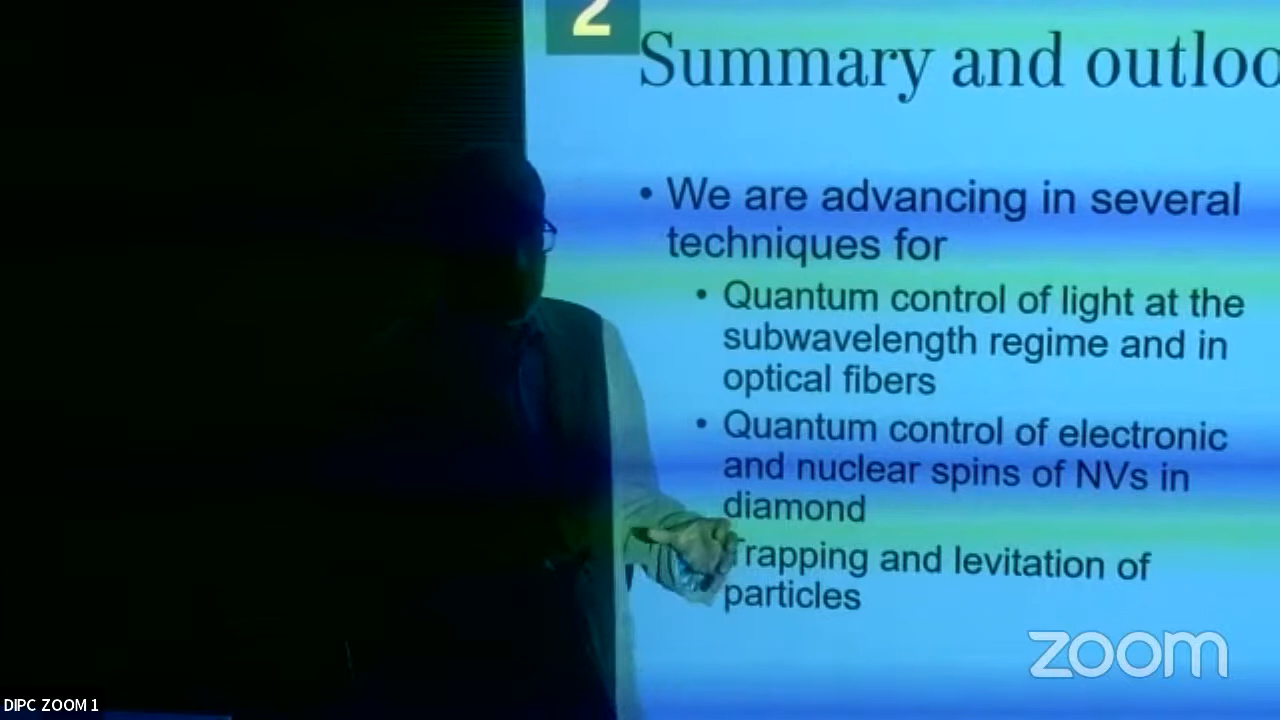 2
Summary and outloo
• We are advancing in several
techniques for
• Quantum control of light at the
subwavelength regime and in
optical fibers
• Quantum control of electronic
and nuclear spins of NVs in
diamond
Trapping and levitation of
particles
zoom
DIPC ZOOM 1